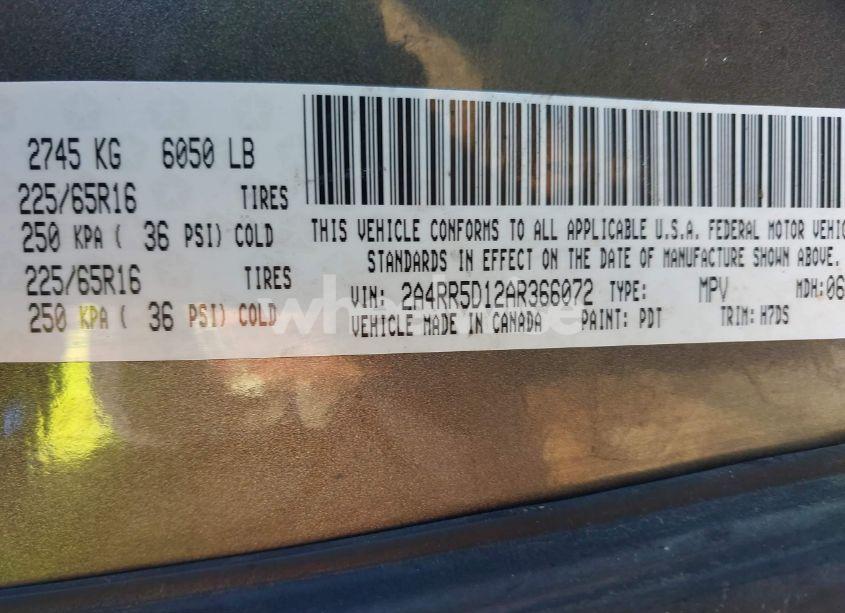 2745 KG 6050 LB
225/65R16 TIRES
250 KPA ( 36 PSI) COLD
225/65R16 TIRES
250 KPA ( 36 PSI) COLD
THIS VEHICLE CONFORMS TO ALL APPLICABLE U.S.A. FEDERAL MOTOR VEHIC
STANDARDS IN EFFECT ON THE DATE OF MANUFACTURE SHOWN ABOVE.
VIN: 2A4RR5D12AR366072 TYPE: MPV MDH: 06
VEHICLE MADE IN CANADA PAINT: PDT TRIM: H7DS